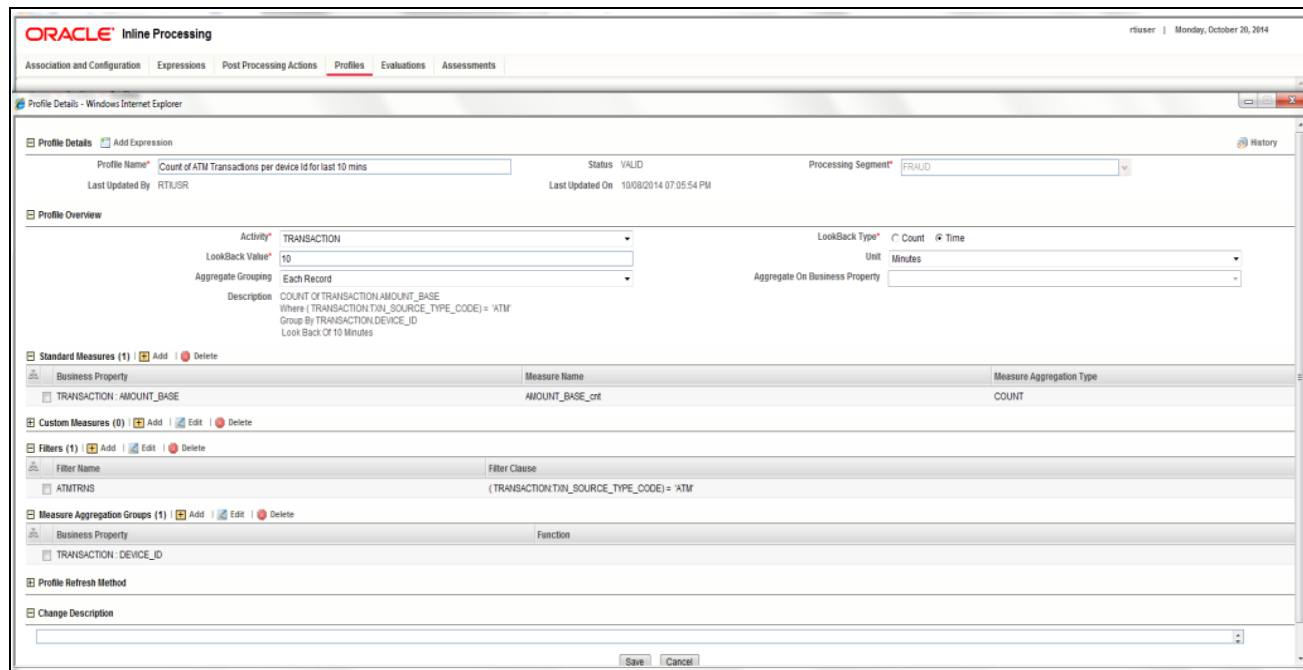 ORACLE Inline Processing
rtiuser | Monday, October 20, 2014
Association and Configuration Expressions Post Processing Actions Profiles Evaluations Assessments
Profile Details - Windows Internet Explorer
Profile Details Add Expression History
Profile Name* Count of ATM Transactions per device Id for last 10 mins Status VALID Processing Segment* FRAUD
Last Updated By RTIUSR Last Updated On 10/08/2014 07:05:54 PM
Profile Overview
Activity* TRANSACTION LookBack Type* Count Time
LookBack Value* 10 Unit Minutes
Aggregate Grouping Each Record Aggregate On Business Property
Description COUNT Of TRANSACTION.AMOUNT_BASE
Where ( TRANSACTION:TXN_SOURCE_TYPE_CODE) = 'ATM'
Group By TRANSACTION.DEVICE_ID
Look Back Of 10 Minutes
Standard Measures (1) | Add | Delete
Business Property Measure Name Measure Aggregation Type
TRANSACTION : AMOUNT_BASE AMOUNT_BASE_cnt COUNT
Custom Measures (0) | Add | Edit | Delete
Filters (1) | Add | Edit | Delete
Filter Name Filter Clause
ATMTRNS ( TRANSACTION:TXN_SOURCE_TYPE_CODE) = 'ATM'
Measure Aggregation Groups (1) | Add | Edit | Delete
Business Property Function
TRANSACTION : DEVICE_ID
Profile Refresh Method
Change Description
Save Cancel